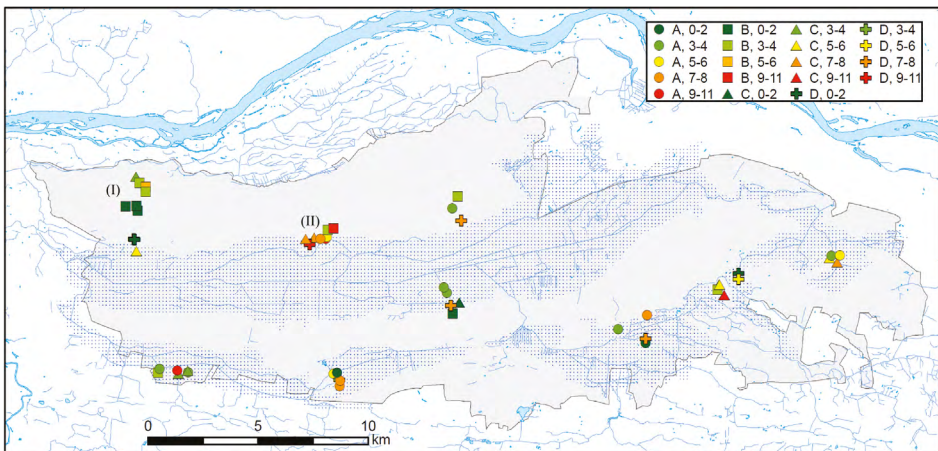 A, 0-2 B, 0-2 C, 3-4 D, 3-4
A, 3-4 B, 3-4 C, 5-6 D, 5-6
A, 5-6 B, 5-6 C, 7-8 D, 7-8
A, 7-8 B, 9-11 C, 9-11 D, 9-11
A, 9-11 C, 0-2 D, 0-2
(I)
(II)
0 5 10
km